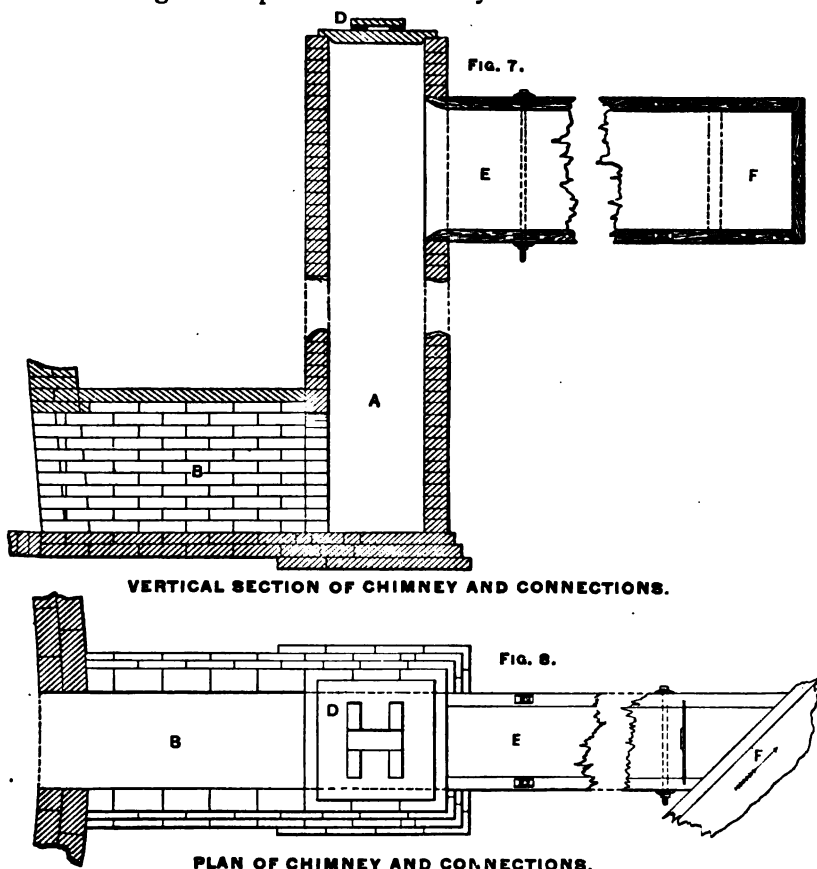 D
FIG. 7.
E
F
A
B
VERTICAL SECTION OF CHIMNEY AND CONNECTIONS.
FIG. 8.
D
B
E
F
PLAN OF CHIMNEY AND CONNECTIONS.